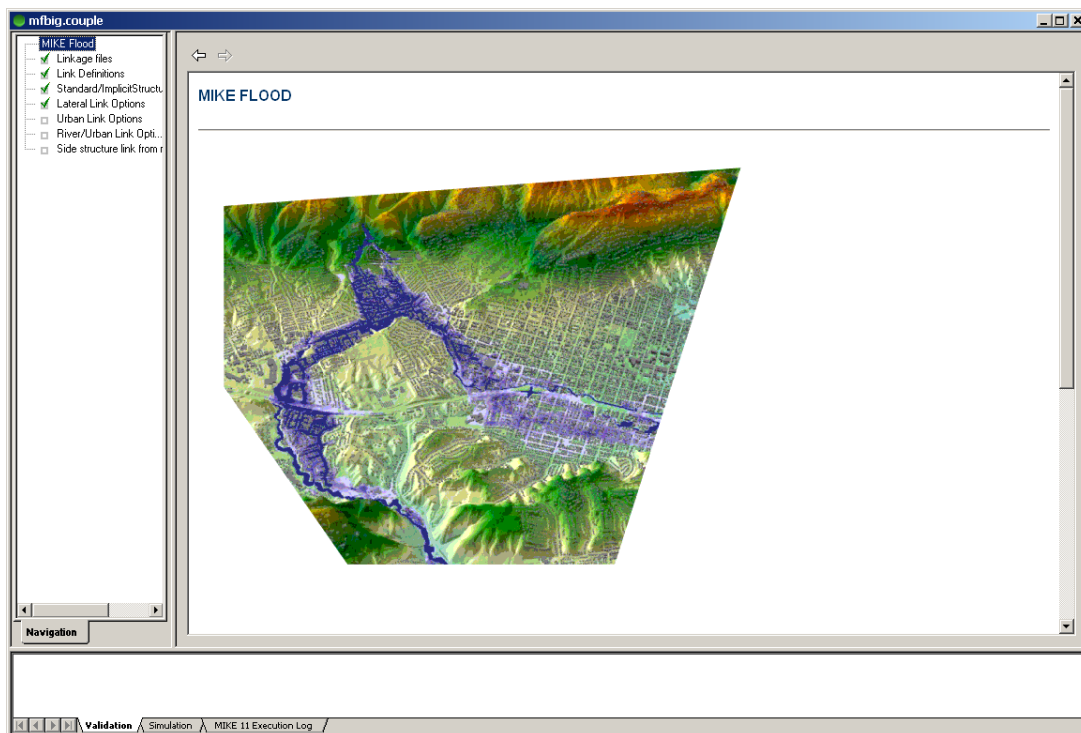 mfbig.couple
MIKE Flood
Linkage files
Link Definitions
Standard/ImplicitStructu
Lateral Link Options
Urban Link Options
River/Urban Link Opti...
Side structure link from r
Navigation
MIKE FLOOD
Validation
Simulation
MIKE 11 Execution Log